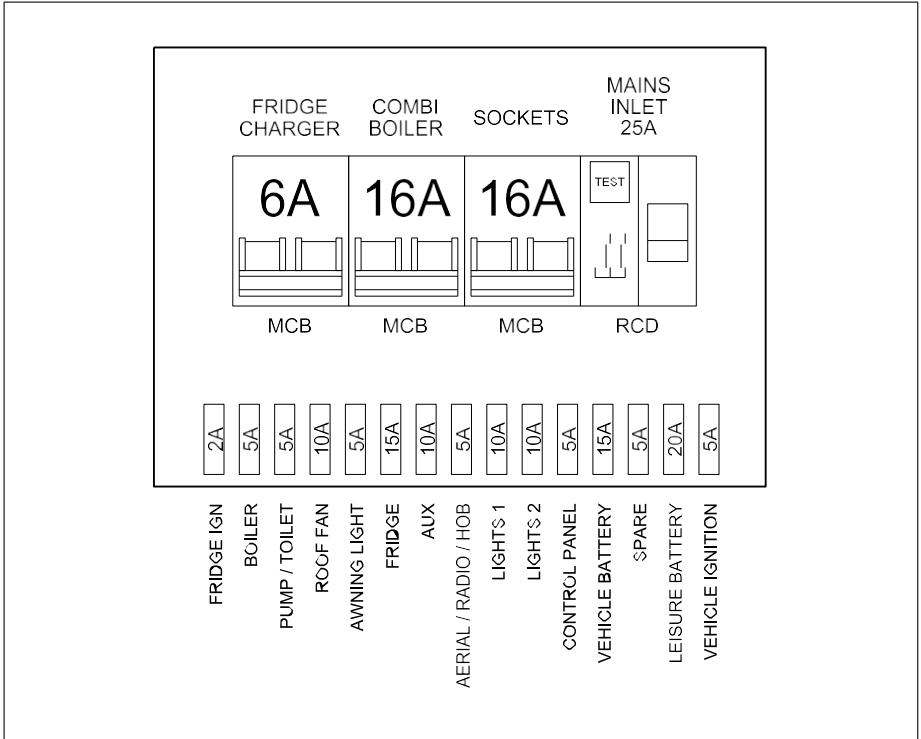 FRIDGE
CHARGER
COMBI
BOILER
SOCKETS
MAINS
INLET
25A
6A
16A
16A
TEST
MCB
MCB
MCB
RCD
2A
5A
5A
10A
5A
15A
10A
5A
10A
10A
5A
15A
5A
20A
5A
FRIDGE IGN
BOILER
PUMP / TOILET
ROOF FAN
AWNING LIGHT
FRIDGE
AUX
AERIAL / RADIO / HOB
LIGHTS 1
LIGHTS 2
CONTROL PANEL
VEHICLE BATTERY
SPARE
LEISURE BATTERY
VEHICLE IGNITION